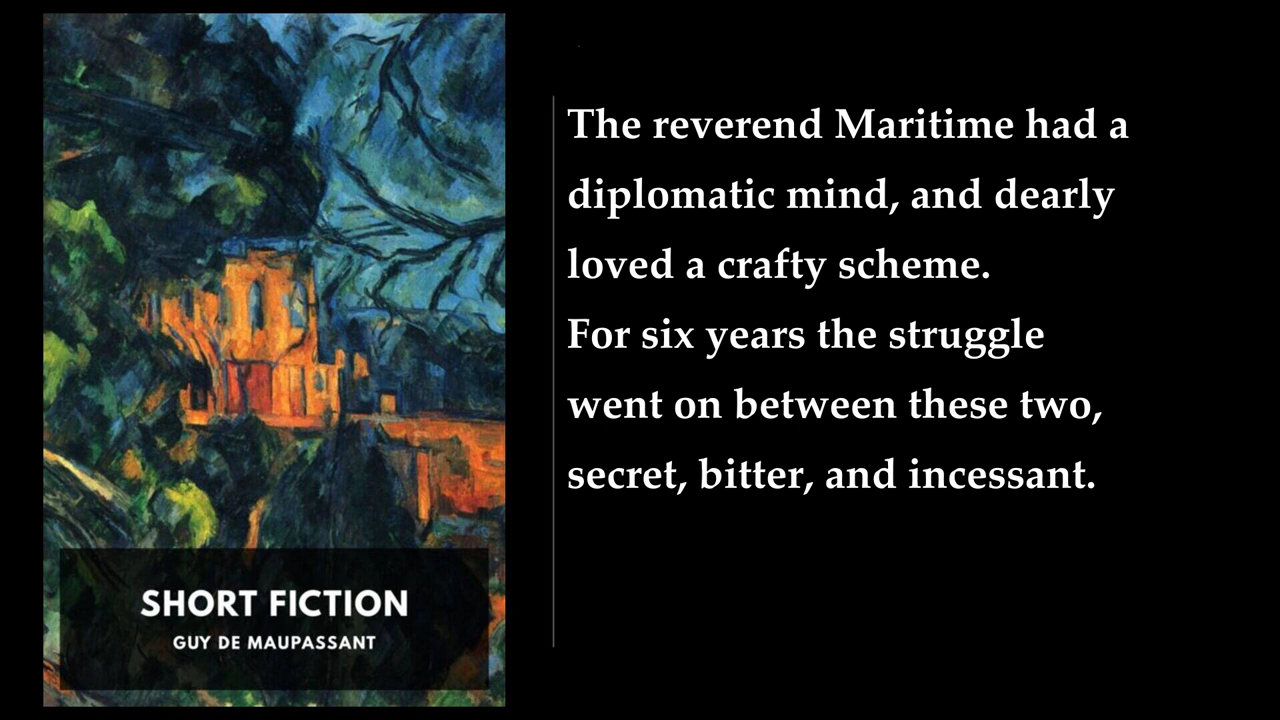 The reverend Maritime had a
diplomatic mind, and dearly
loved a crafty scheme.
For six years the struggle
went on between these two,
secret, bitter, and incessant.
SHORT FICTION
GUY DE MAUPASSANT